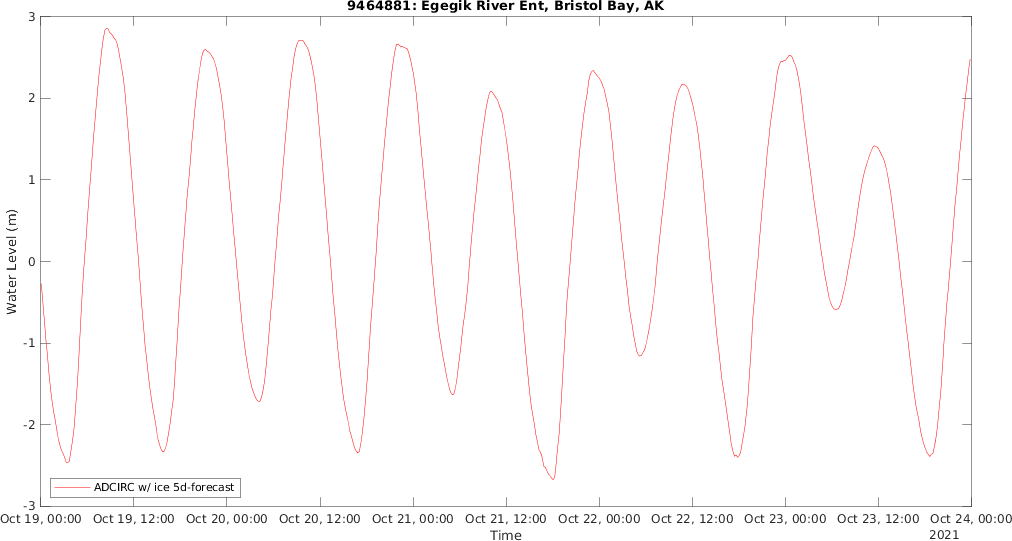 9464881: Egegik River Ent, Bristol Bay, AK
3
2
1
0
-1
-2
-3
Water Level (m)
ADCIRC w/ ice 5d-forecast
Oct 19, 00:00 Oct 19, 12:00 Oct 20, 00:00 Oct 20, 12:00 Oct 21, 00:00 Oct 21, 12:00 Oct 22, 00:00 Oct 22, 12:00 Oct 23, 00:00 Oct 23, 12:00 Oct 24, 00:00
Time
2021